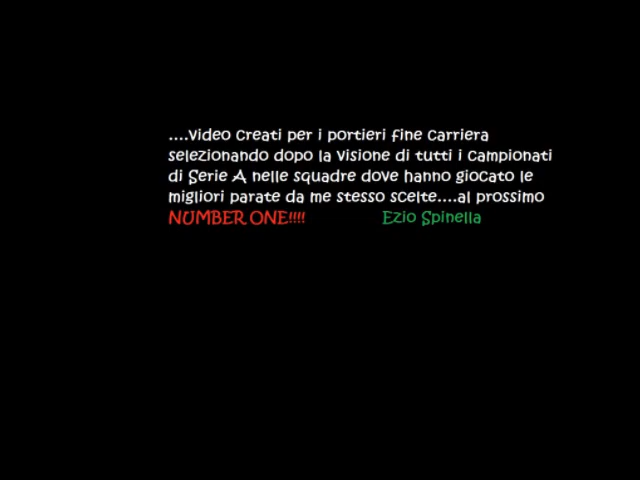 ....Video creati per i portieri fine carriera
selezionando dopo la visione di tutti i campionati
di Serie A nelle squadre dove hanno giocato le
migliori parate da me stesso scelte....al prossimo
NUMBER ONE!!!! Ezio Spinella